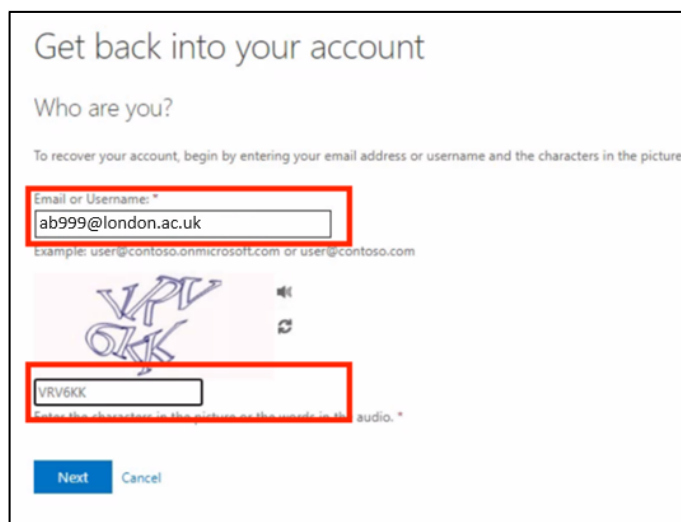 Get back into your account
Who are you?
To recover your account, begin by entering your email address or username and the characters in the picture
Email or Username: *
ab999@london.ac.uk
Example: user@contoso.onmicrosoft.com or user@contoso.com
VRV6KK
Enter the characters in the picture or the words in the audio. *
Next Cancel